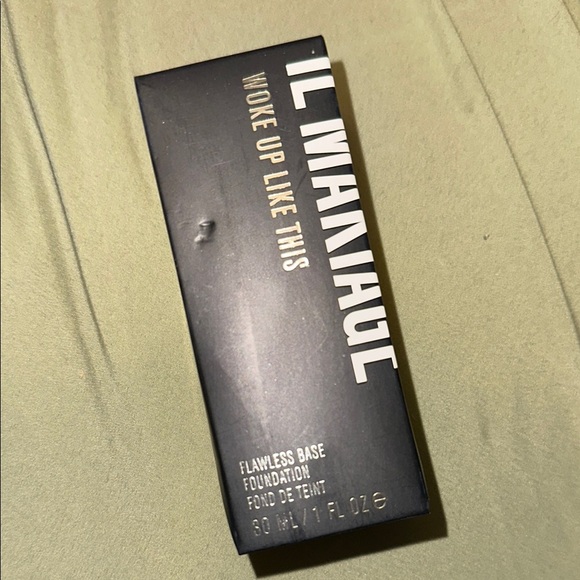 IL MAKIAGE
WOKE UP LIKE THIS
FLAWLESS BASE
FOUNDATION
FOND DE TEINT
30 ML / 1 FL OZ ℮